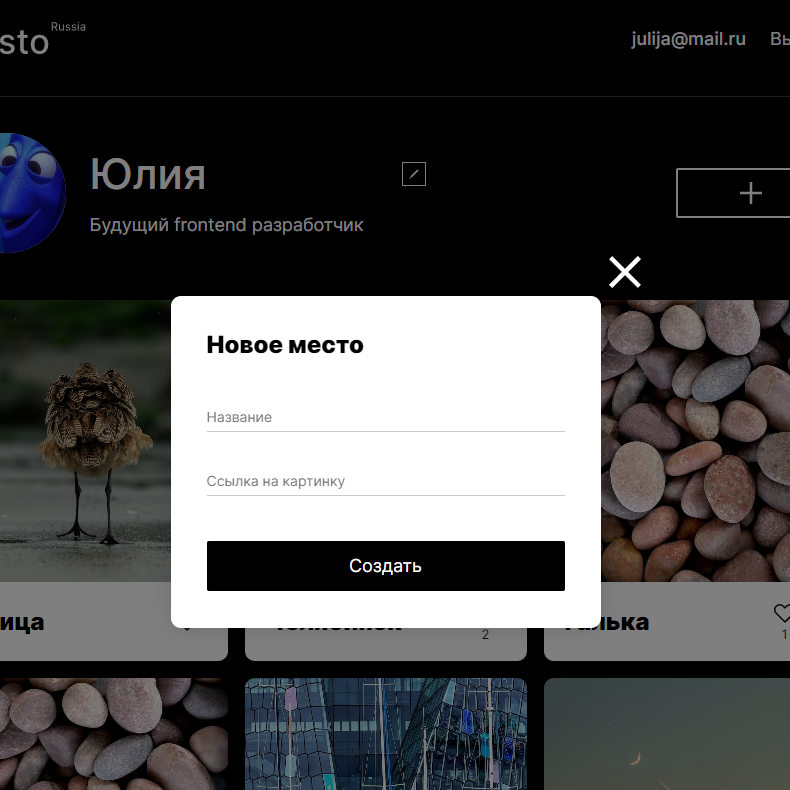 sto
Russia
julija@mail.ru Вы
Юлия
Будущий frontend разработчик
Новое место
Название
Ссылка на картинку
Создать
ица
2
Галька
1